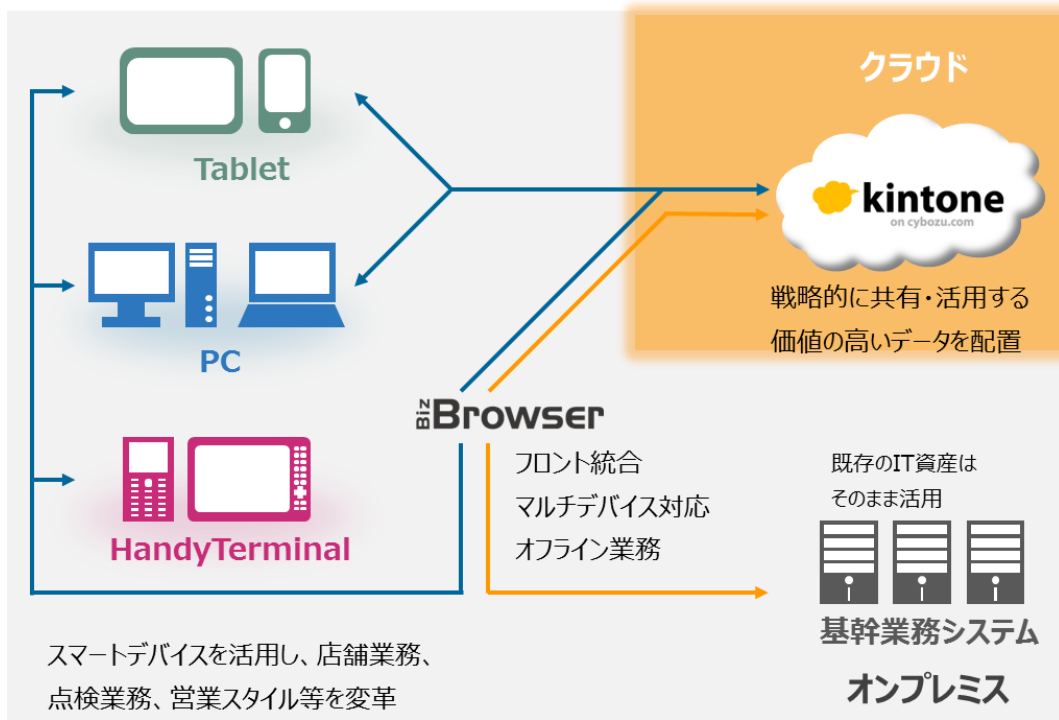 クラウド
kintone
on cybozu.com
戦略的に共有・活用する
価値の高いデータを配置
Tablet
PC
HandyTerminal
Biz Browser
フロント統合
マルチデバイス対応
オフライン業務
既存のIT資産は
そのまま活用
基幹業務システム
オンプレミス
スマートデバイスを活用し、店舗業務、
点検業務、営業スタイル等を変革